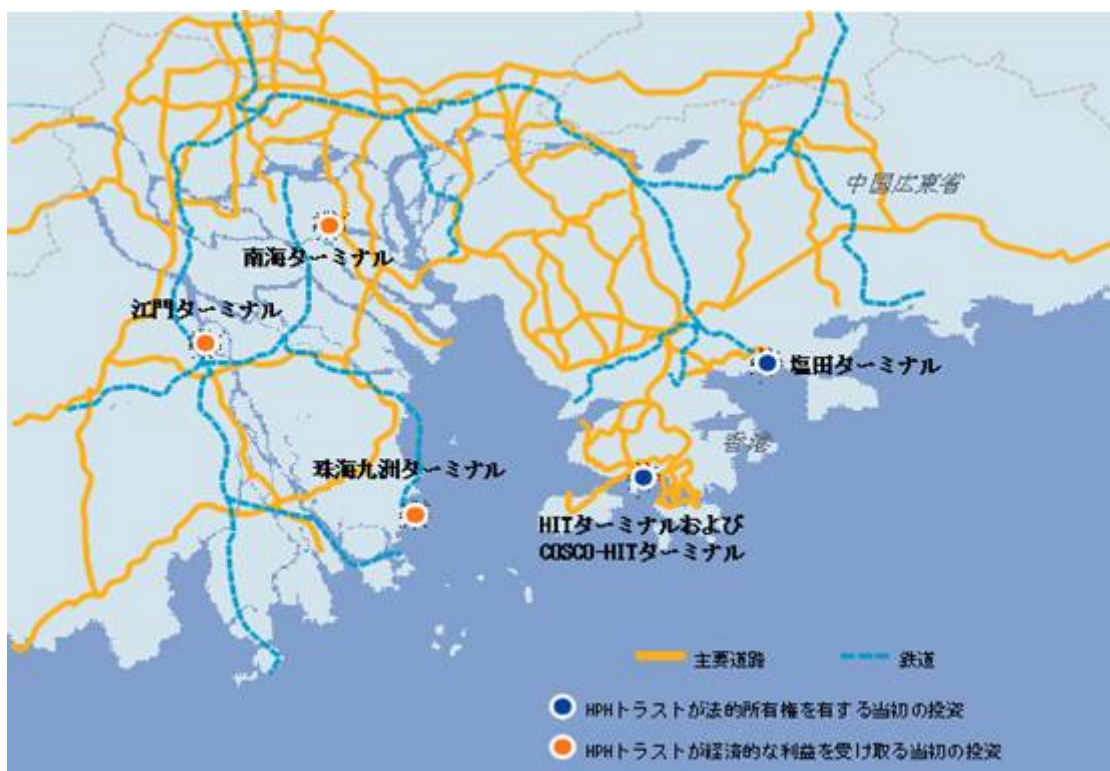 中国広東省
南海ターミナル
江門ターミナル
塩田ターミナル
香港
珠海九洲ターミナル
HITターミナルおよび
COSCO-HITターミナル
主要道路
鉄道
HPHトラストが法的所有権を有する当初の投資
HPHトラストが経済的な利益を受け取る当初の投資